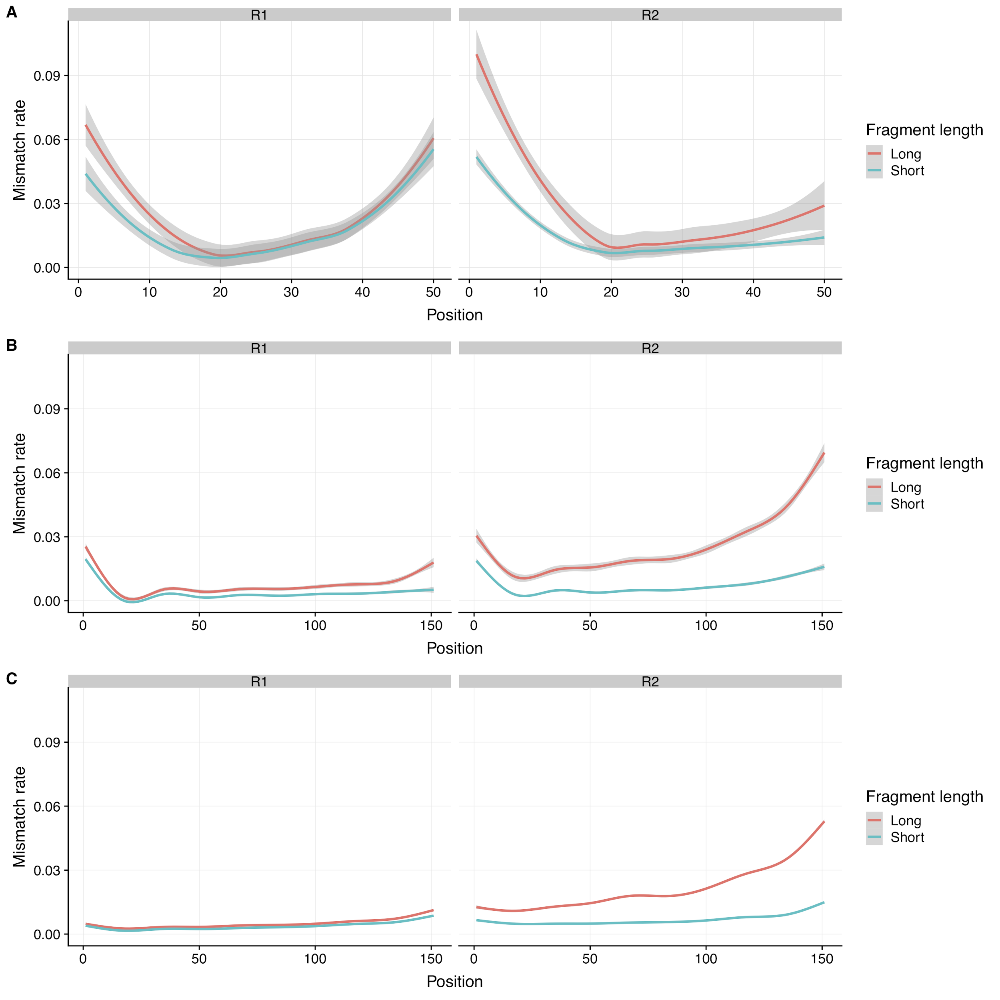 A
R1 R2
Mismatch rate
0.09
0.06
0.03
0.00
0 10 20 30 40 50 0 10 20 30 40 50
Position
Fragment length
Long
Short
B
R1 R2
Mismatch rate
0.09
0.06
0.03
0.00
0 50 100 150 0 50 100 150
Position
Fragment length
Long
Short
C
R1 R2
Mismatch rate
0.09
0.06
0.03
0.00
0 50 100 150 0 50 100 150
Position
Fragment length
Long
Short